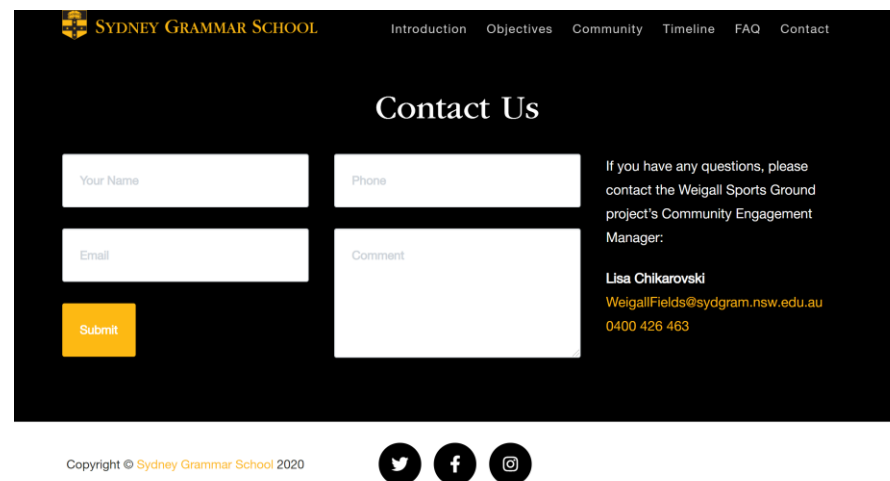 SYDNEY GRAMMAR SCHOOL
Introduction Objectives Community Timeline FAQ Contact
Contact Us
Your Name
Phone
Email
Comment
Submit
If you have any questions, please
contact the Weigall Sports Ground
project's Community Engagement
Manager:
Lisa Chikarovski
WeigallFields@sydgram.nsw.edu.au
0400 426 463
Copyright © Sydney Grammar School 2020